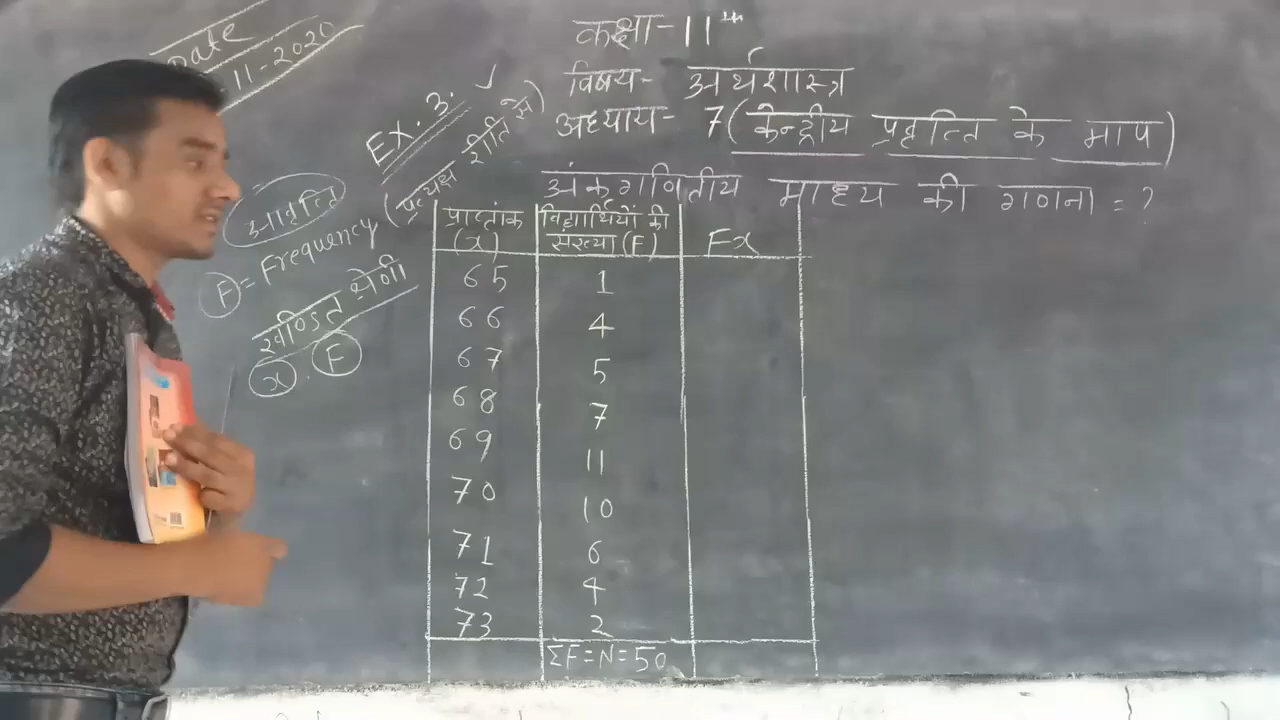 Date
11-2020
कक्षा-11th
विषय- अर्थशास्त्र
अध्याय- 7 (केन्द्रीय प्रवृत्ति के माप)
Ex. 3.
(प्रत्यक्ष रीति से)
अंकगणितीय माध्य की गणना = ?
आवृत्ति
(F) = Frequency
खण्डित श्रेणी
x . F
प्राप्तांक (x) विद्यार्थियों की संख्या (F) Fx
65 1
66 4
67 5
68 7
69 11
70 10
71 6
72 4
73 2
ΣF=N=50